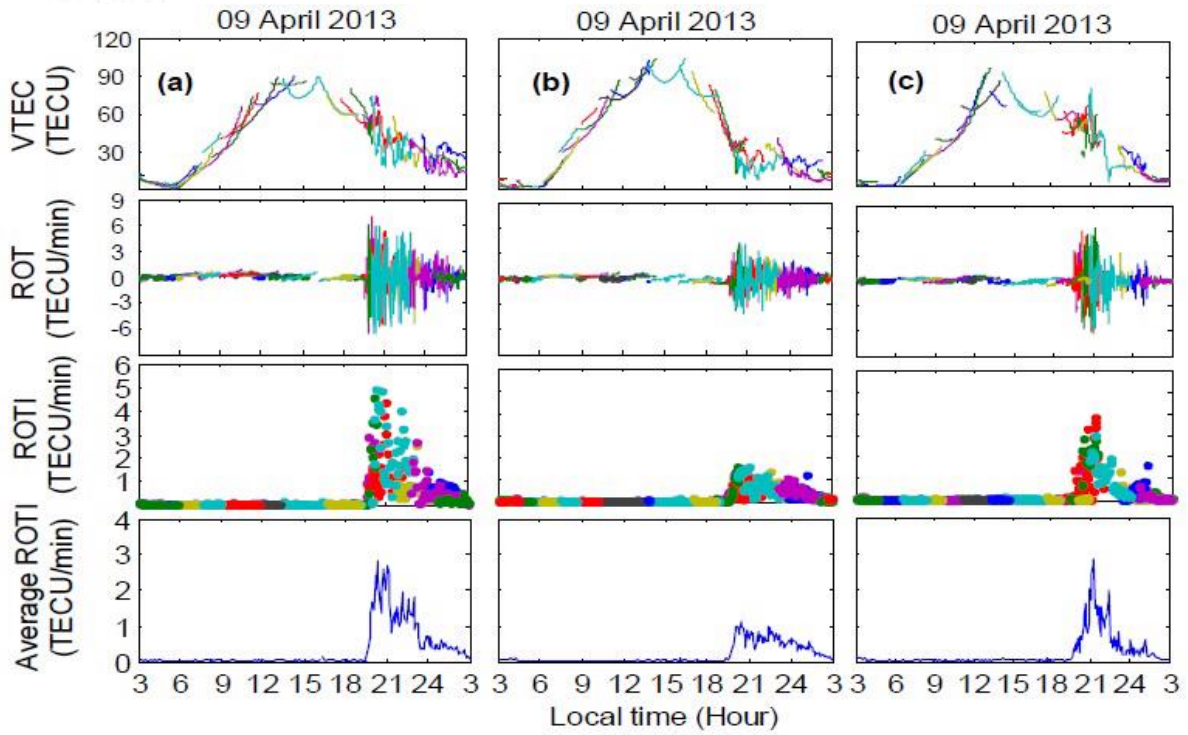 09 April 2013 09 April 2013 09 April 2013
VTEC
(TECU)
120
90
60
30
(a) (b) (c)
ROT
(TECU/min)
9
6
3
0
-3
-6
ROTI
(TECU/min)
6
5
4
3
2
1
Average ROTI
(TECU/min)
4
3
2
1
0
3 6 9 12 15 18 21 24 3 3 6 9 12 15 18 21 24 3 3 6 9 12 15 18 21 24 3
Local time (Hour)